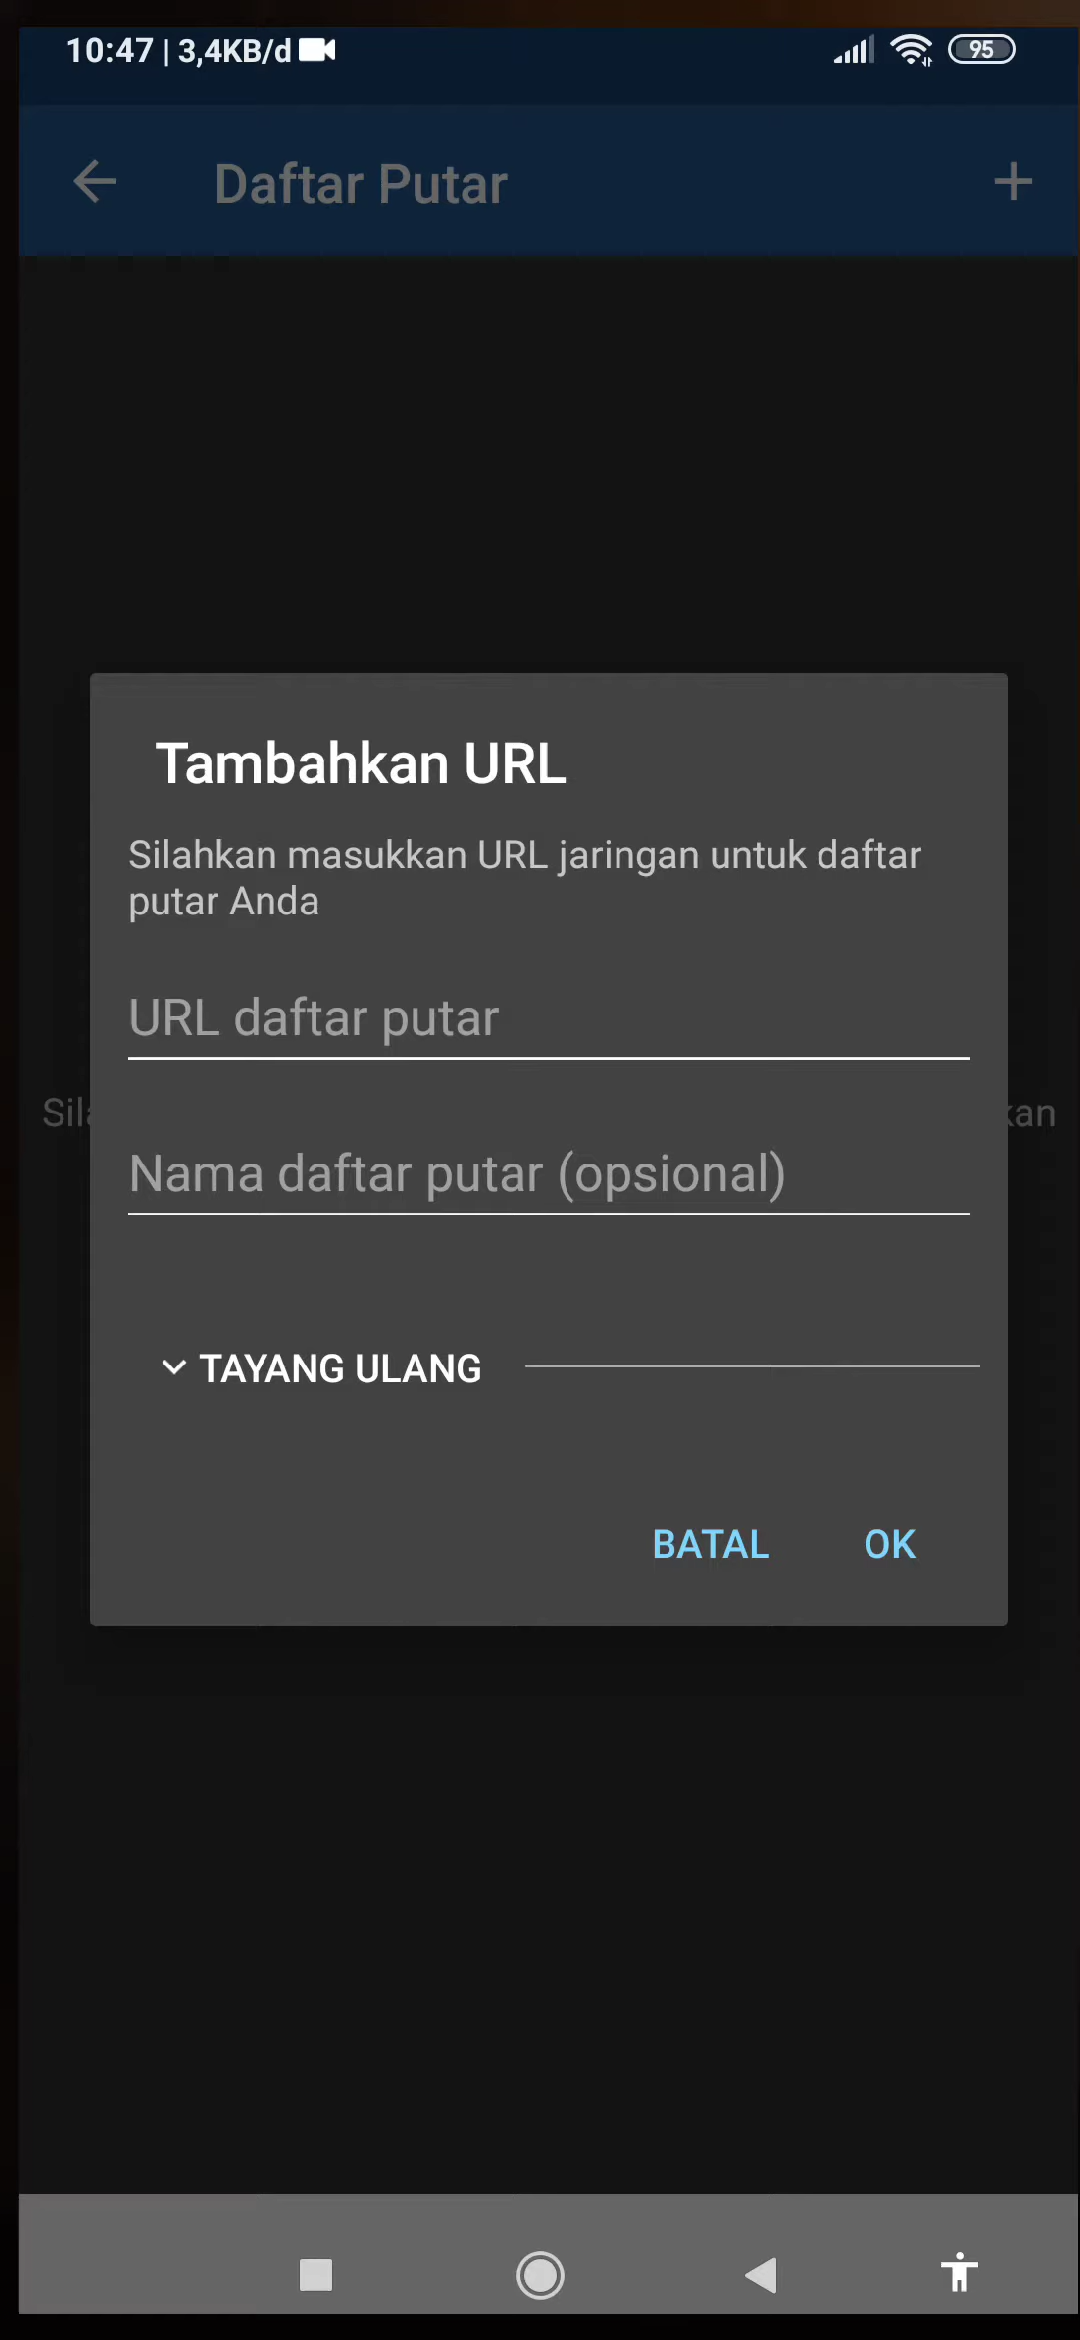 10:47 | 3,4KB/d
95
Daftar Putar
Tambahkan URL
Silahkan masukkan URL jaringan untuk daftar
putar Anda
URL daftar putar
Nama daftar putar (opsional)
TAYANG ULANG
BATAL OK